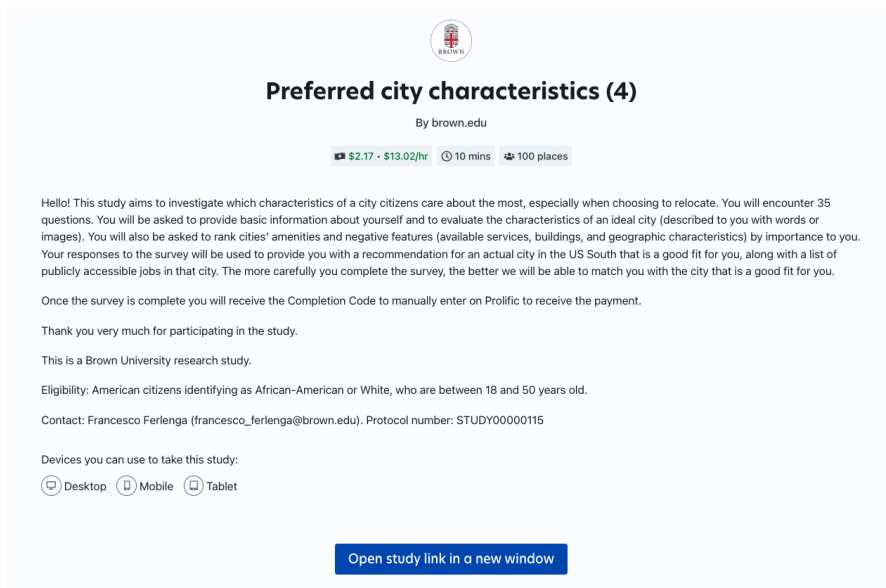 BROWN
Preferred city characteristics (4)
By brown.edu
$2.17 • $13.02/hr 10 mins 100 places
Hello! This study aims to investigate which characteristics of a city citizens care about the most, especially when choosing to relocate. You will encounter 35
questions. You will be asked to provide basic information about yourself and to evaluate the characteristics of an ideal city (described to you with words or
images). You will also be asked to rank cities' amenities and negative features (available services, buildings, and geographic characteristics) by importance to you.
Your responses to the survey will be used to provide you with a recommendation for an actual city in the US South that is a good fit for you, along with a list of
publicly accessible jobs in that city. The more carefully you complete the survey, the better we will be able to match you with the city that is a good fit for you.
Once the survey is complete you will receive the Completion Code to manually enter on Prolific to receive the payment.
Thank you very much for participating in the study.
This is a Brown University research study.
Eligibility: American citizens identifying as African-American or White, who are between 18 and 50 years old.
Contact: Francesco Ferlenga (francesco_ferlenga@brown.edu). Protocol number: STUDY00000115
Devices you can use to take this study:
Desktop Mobile Tablet
Open study link in a new window